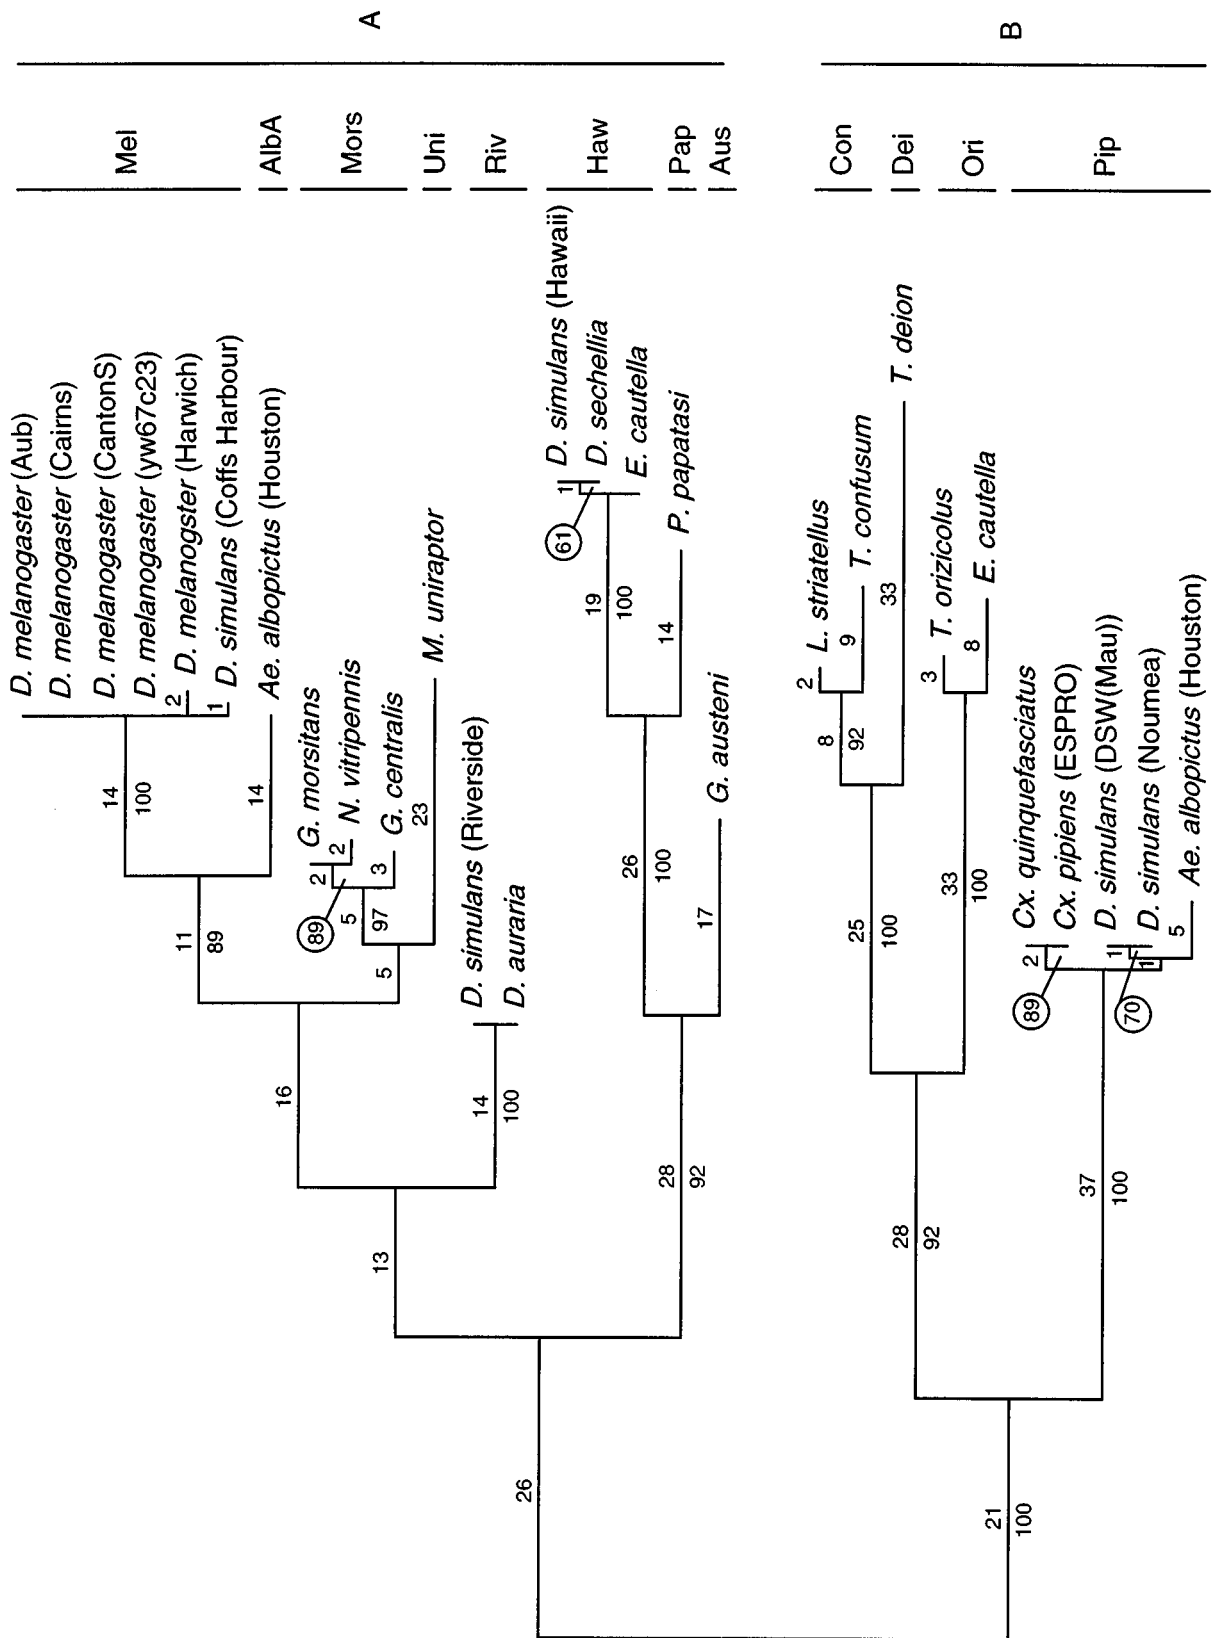 D. melanogaster (Aub)
D. melanogaster (Cairns)
D. melanogaster (CantonS)
D. melanogaster (yw67c23)
D. melanogster (Harwich)
D. simulans (Coffs Harbour)
Ae. albopictus (Houston)
G. morsitans
N. vitripennis
G. centralis
M. uniraptor
D. simulans (Riverside)
D. auraria
D. simulans (Hawaii)
D. sechellia
E. cautella
P. papatasi
G. austeni
L. striatellus
T. confusum
T. deion
T. orizicolus
E. cautella
Cx. quinquefasciatus
Cx. pipiens (ESPRO)
D. simulans (DSW(Mau))
D. simulans (Noumea)
Ae. albopictus (Houston)
Mel
AlbA
Mors
Uni
Riv
Haw
Pap
Aus
Con
Dei
Ori
Pip
A
B
14
100
2
1
14
11
89
2
2
89
5
97
3
23
5
16
14
100
13
1
61
19
100
14
26
100
17
28
92
26
2
8
92
9
33
25
100
3
8
33
100
28
92
2
89
1
1
70
5
37
100
21
100